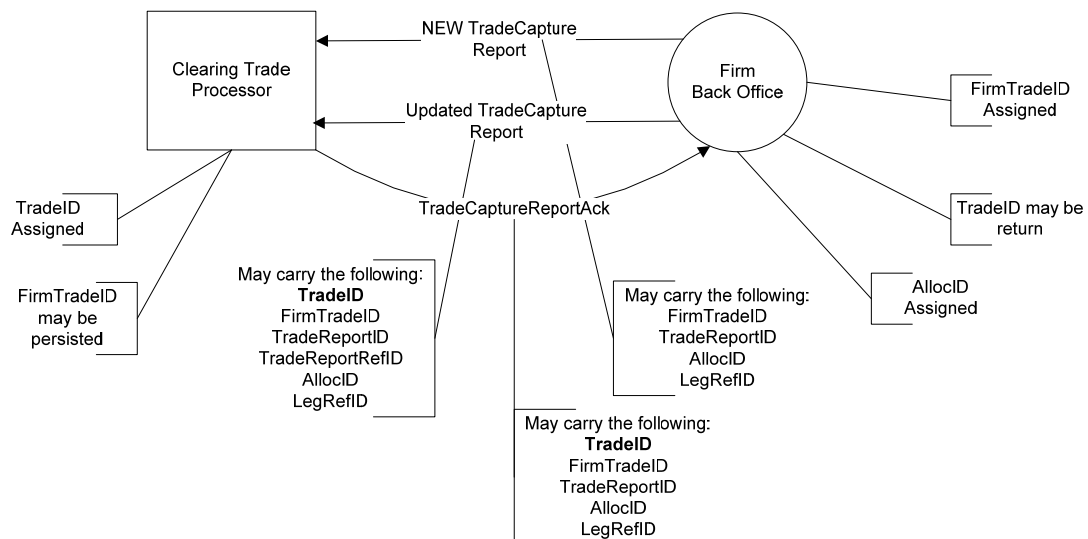 NEW TradeCapture
Report
Clearing Trade
Processor
Firm
Back Office
FirmTradeID
Assigned
Updated TradeCapture
Report
TradeCaptureReportAck
TradeID
Assigned
TradeID may be
return
FirmTradeID
may be
persisted
May carry the following:
TradeID
FirmTradeID
TradeReportID
TradeReportRefID
AllocID
LegRefID
May carry the following:
FirmTradeID
TradeReportID
AllocID
LegRefID
AllocID
Assigned
May carry the following:
TradeID
FirmTradeID
TradeReportID
AllocID
LegRefID